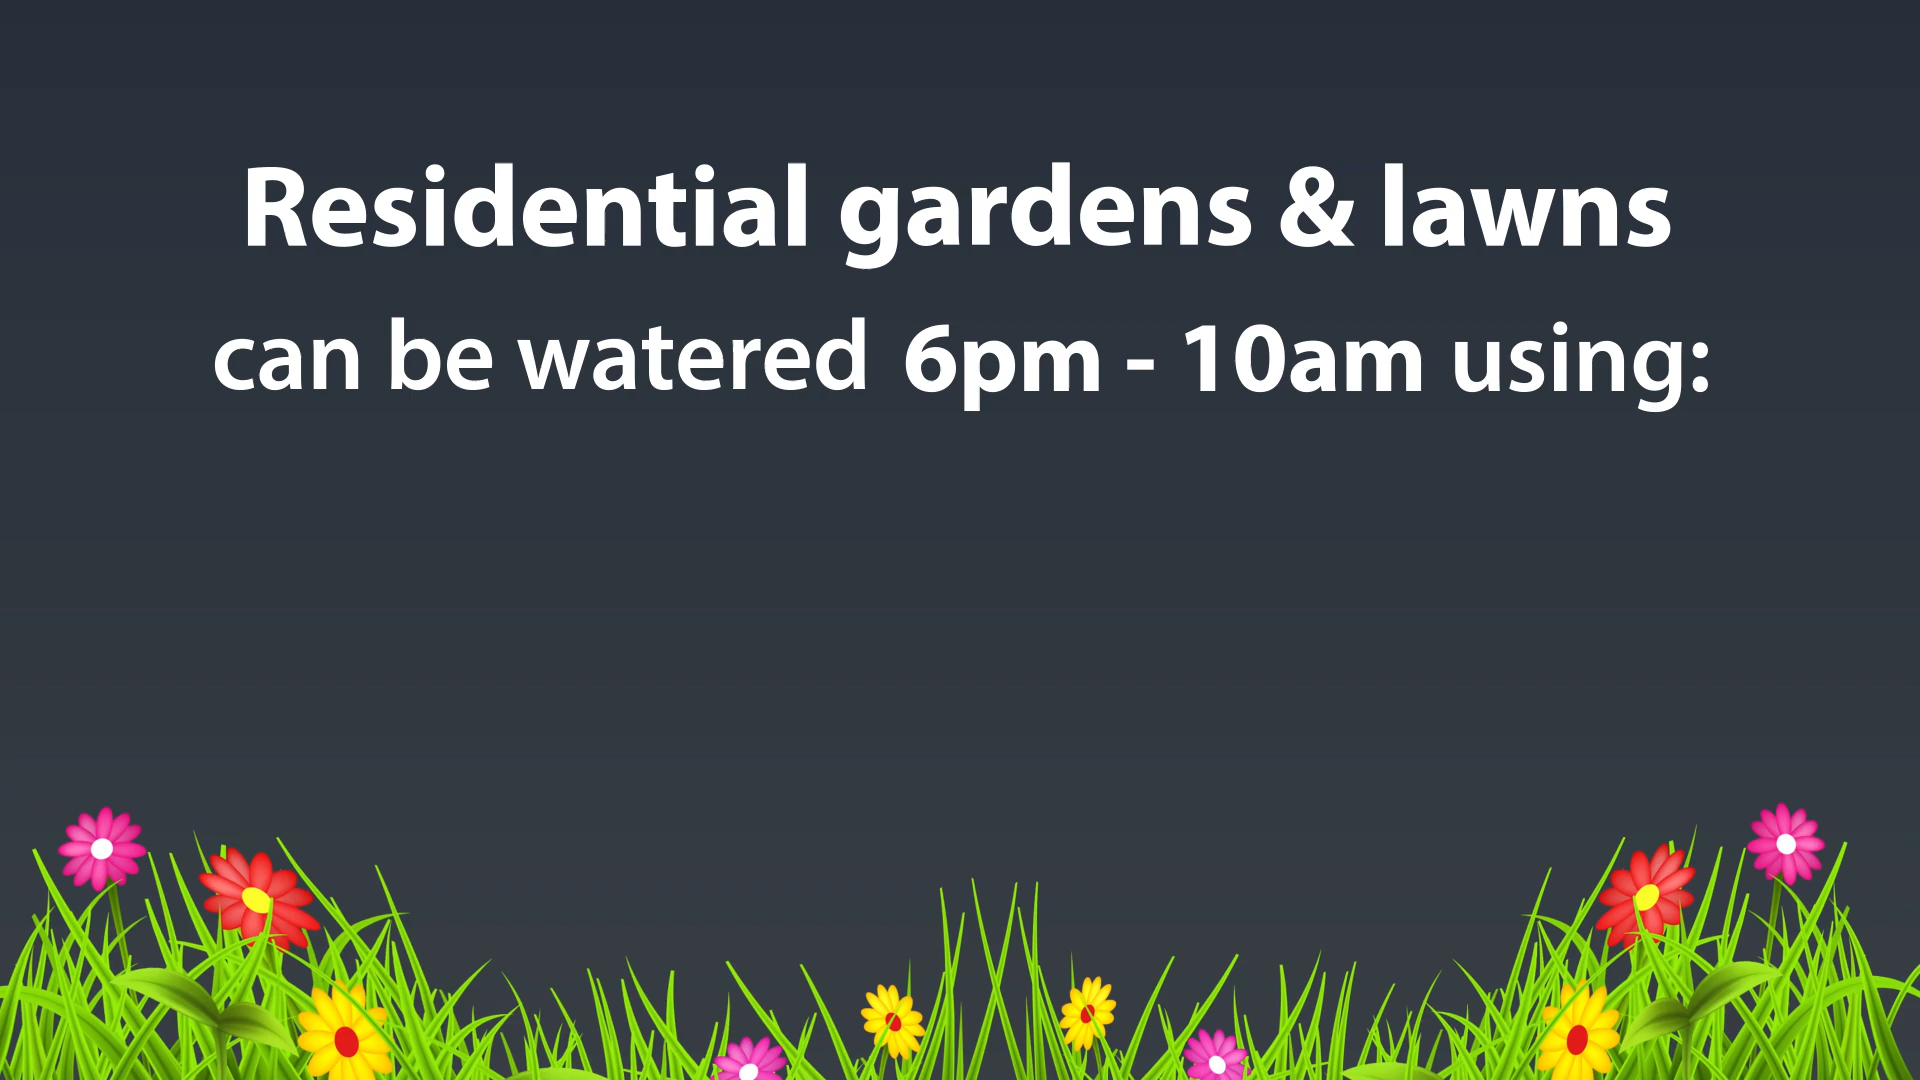 Residential gardens & lawns
can be watered 6pm - 10am using: